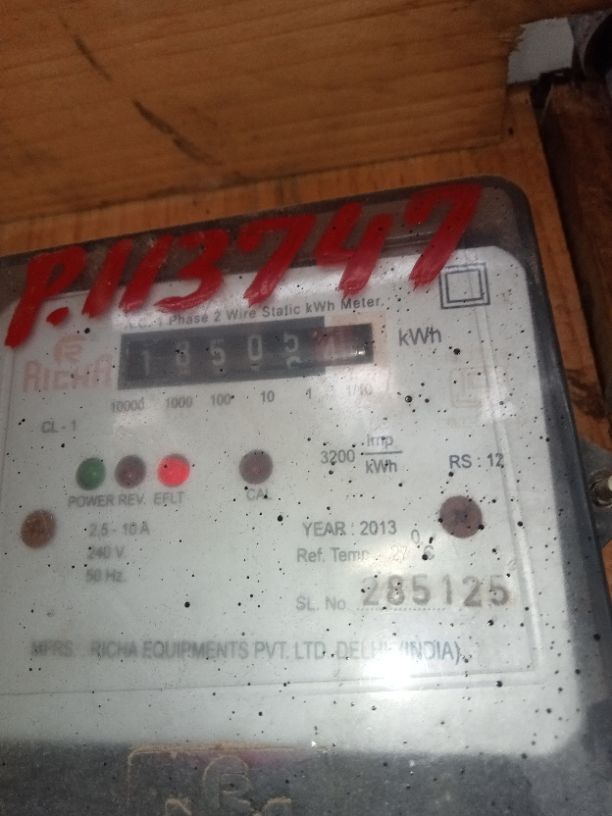 P.113747
A.C. 1 Phase 2 Wire Static kWh Meter.
RICHA
kWh
10000 1000 100 10 1 1/10
CL - 1
3200 Imp/kWh
RS : 12
POWER REV. EFLT CAL
2,5 - 10 A
240 V
50 Hz.
YEAR : 2013
Ref. Temp. 27
SL. No. 285125
MFRS : RICHA EQUIPMENTS PVT. LTD. DELHI (INDIA)